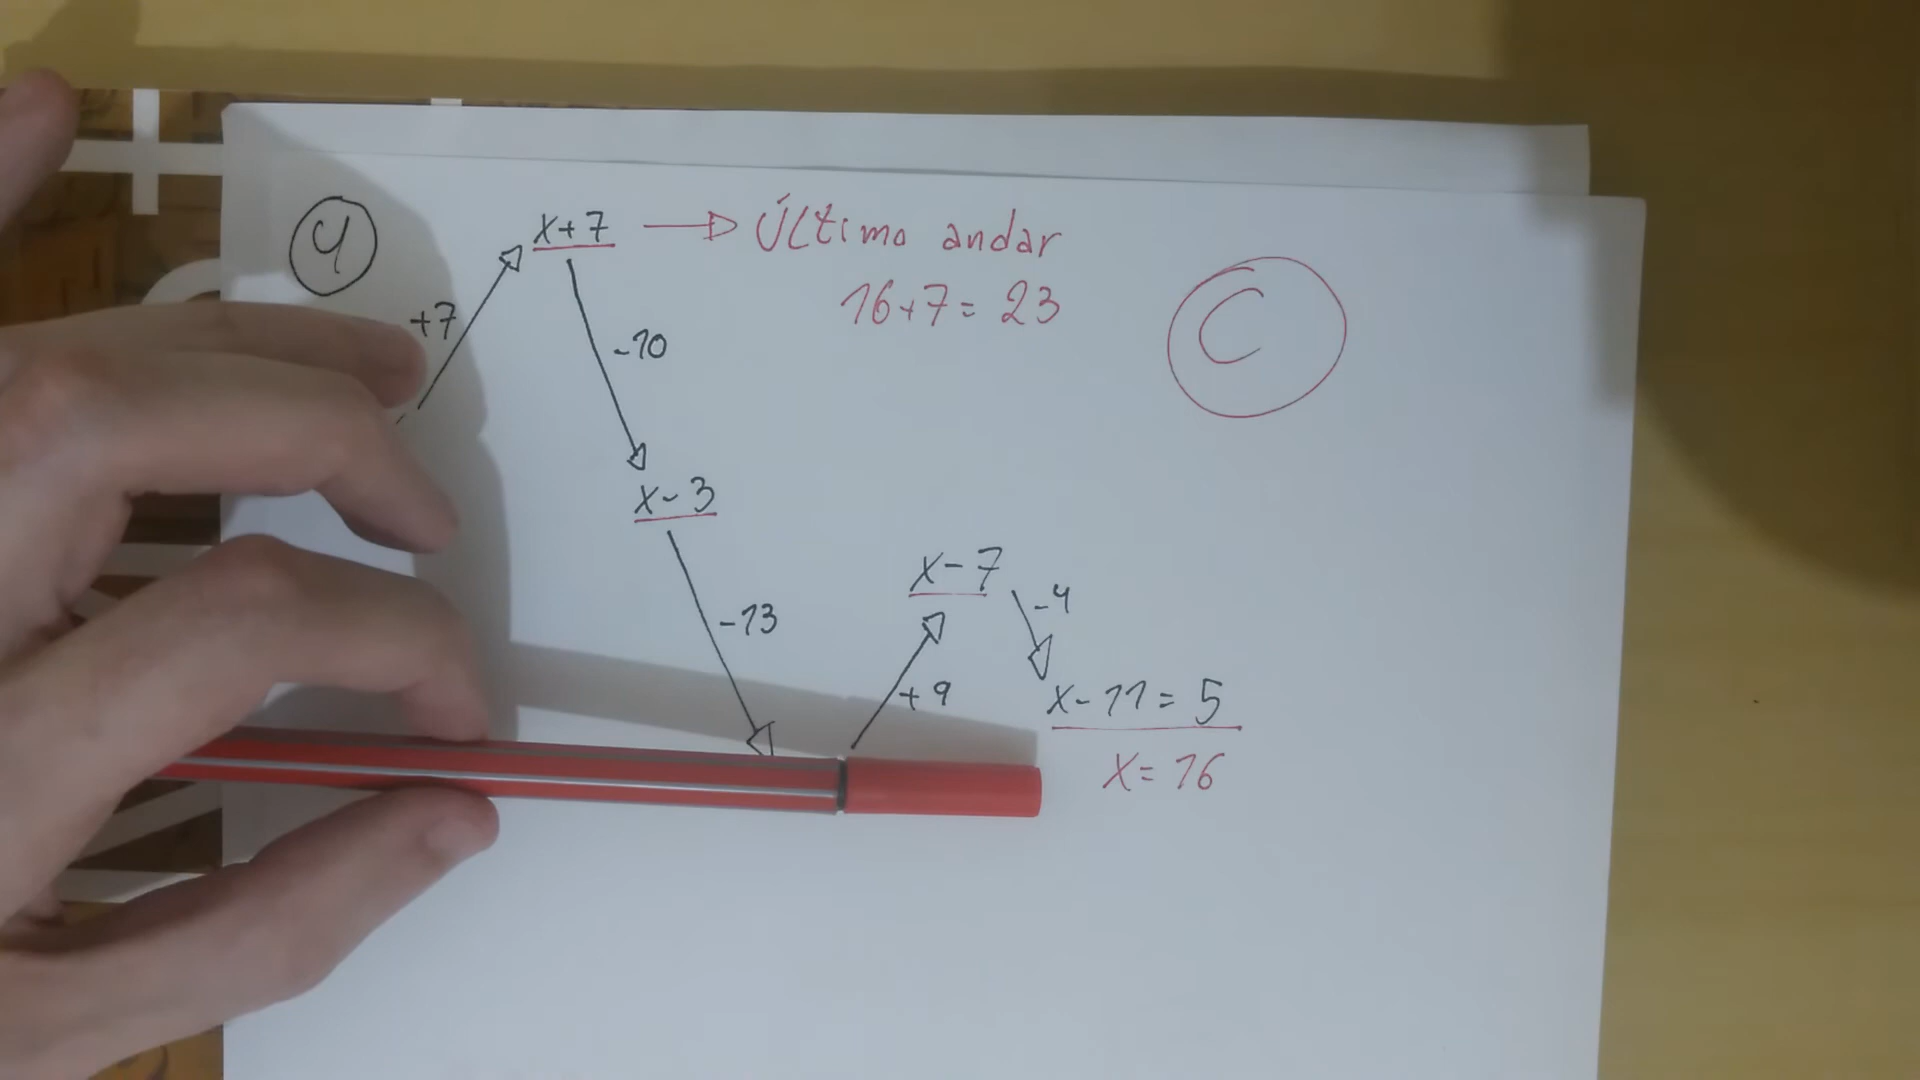 4
x+7 → Último andar
+7
16+7 = 23
C
-10
x-3
x-7
-4
-13
+9
x-11 = 5
x = 16